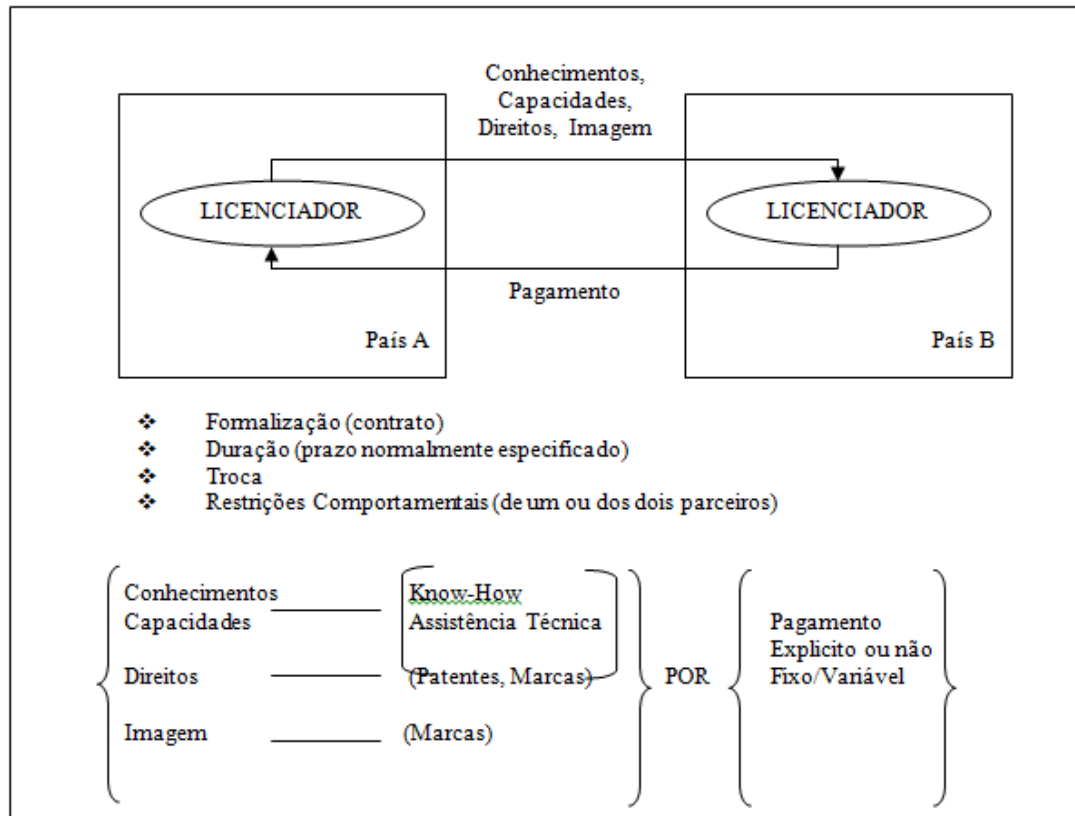 Conhecimentos,
Capacidades,
Direitos, Imagem
LICENCIADOR
LICENCIADOR
Pagamento
País A
País B
❖ Formalização (contrato)
❖ Duração (prazo normalmente especificado)
❖ Troca
❖ Restrições Comportamentais (de um ou dos dois parceiros)
Conhecimentos
Capacidades
Direitos
Imagem
Know-How
Assistência Técnica
(Patentes, Marcas)
(Marcas)
POR
Pagamento
Explicito ou não
Fixo/Variável